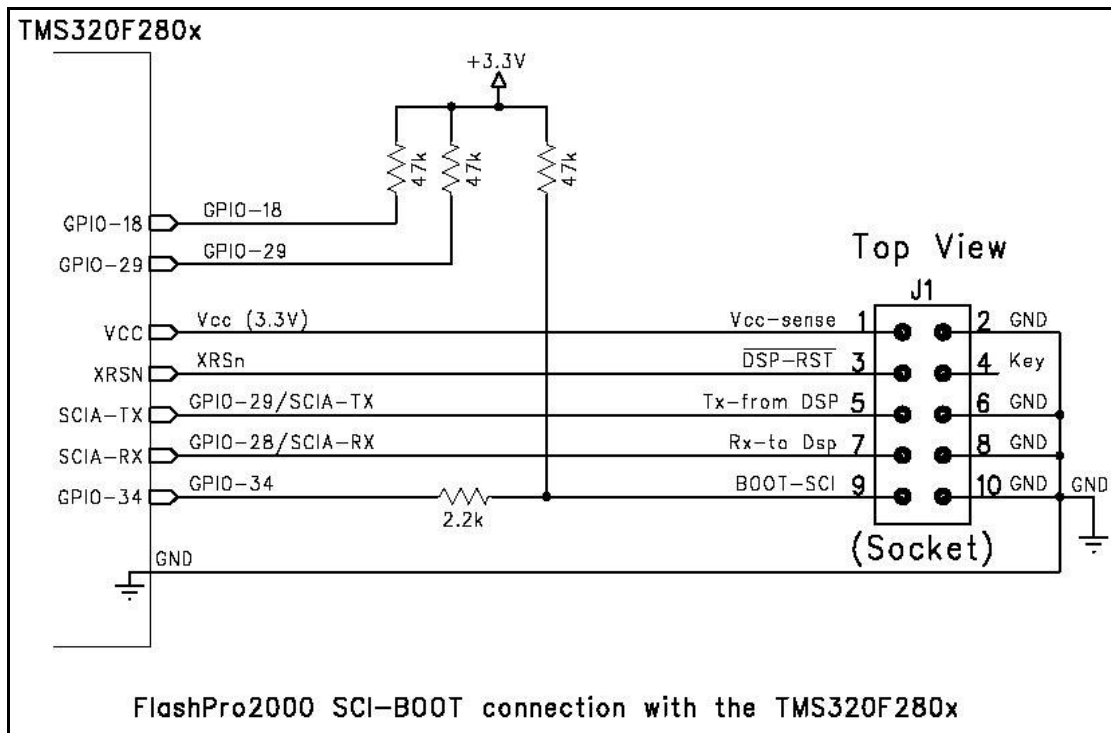 TMS320F280x
+3.3V
47k
47k
47k
GPIO-18
GPIO-18
GPIO-29
GPIO-29
Top View
J1
VCC
Vcc (3.3V)
Vcc-sense
1
2
GND
XRSN
XRSn
DSP-RST
3
4
Key
SCIA-TX
GPIO-29/SCIA-TX
Tx-from DSP
5
6
GND
SCIA-RX
GPIO-28/SCIA-RX
Rx-to Dsp
7
8
GND
GPIO-34
GPIO-34
2.2k
BOOT-SCI
9
10
GND
GND
(Socket)
GND
FlashPro2000 SCI-BOOT connection with the TMS320F280x